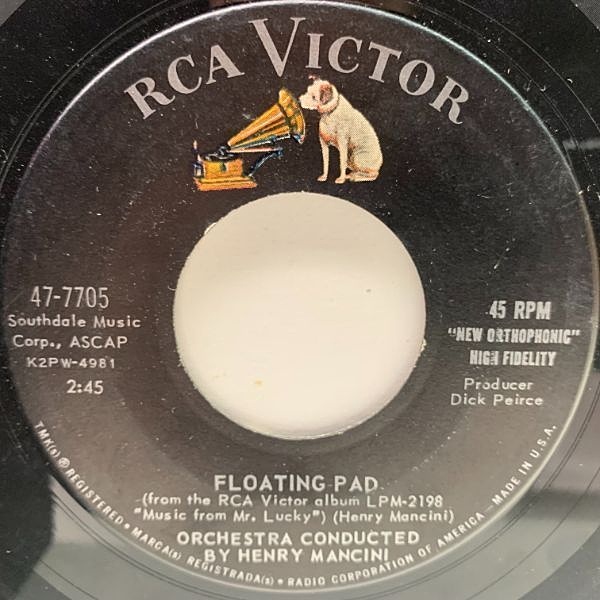 RCA VICTOR
47-7705
Southdale Music
Corp., ASCAP
K2PW-4981
2:45
45 RPM
"NEW ORTHOPHONIC"
HIGH FIDELITY
Producer
Dick Peirce
FLOATING PAD
(from the RCA Victor album LPM-2198
"Music from Mr. Lucky") (Henry Mancini)
ORCHESTRA CONDUCTED
BY HENRY MANCINI
TMK(s) ® REGISTERED • MARCA(s) REGISTRADA(s) • RADIO CORPORATION OF AMERICA – MADE IN U.S.A.